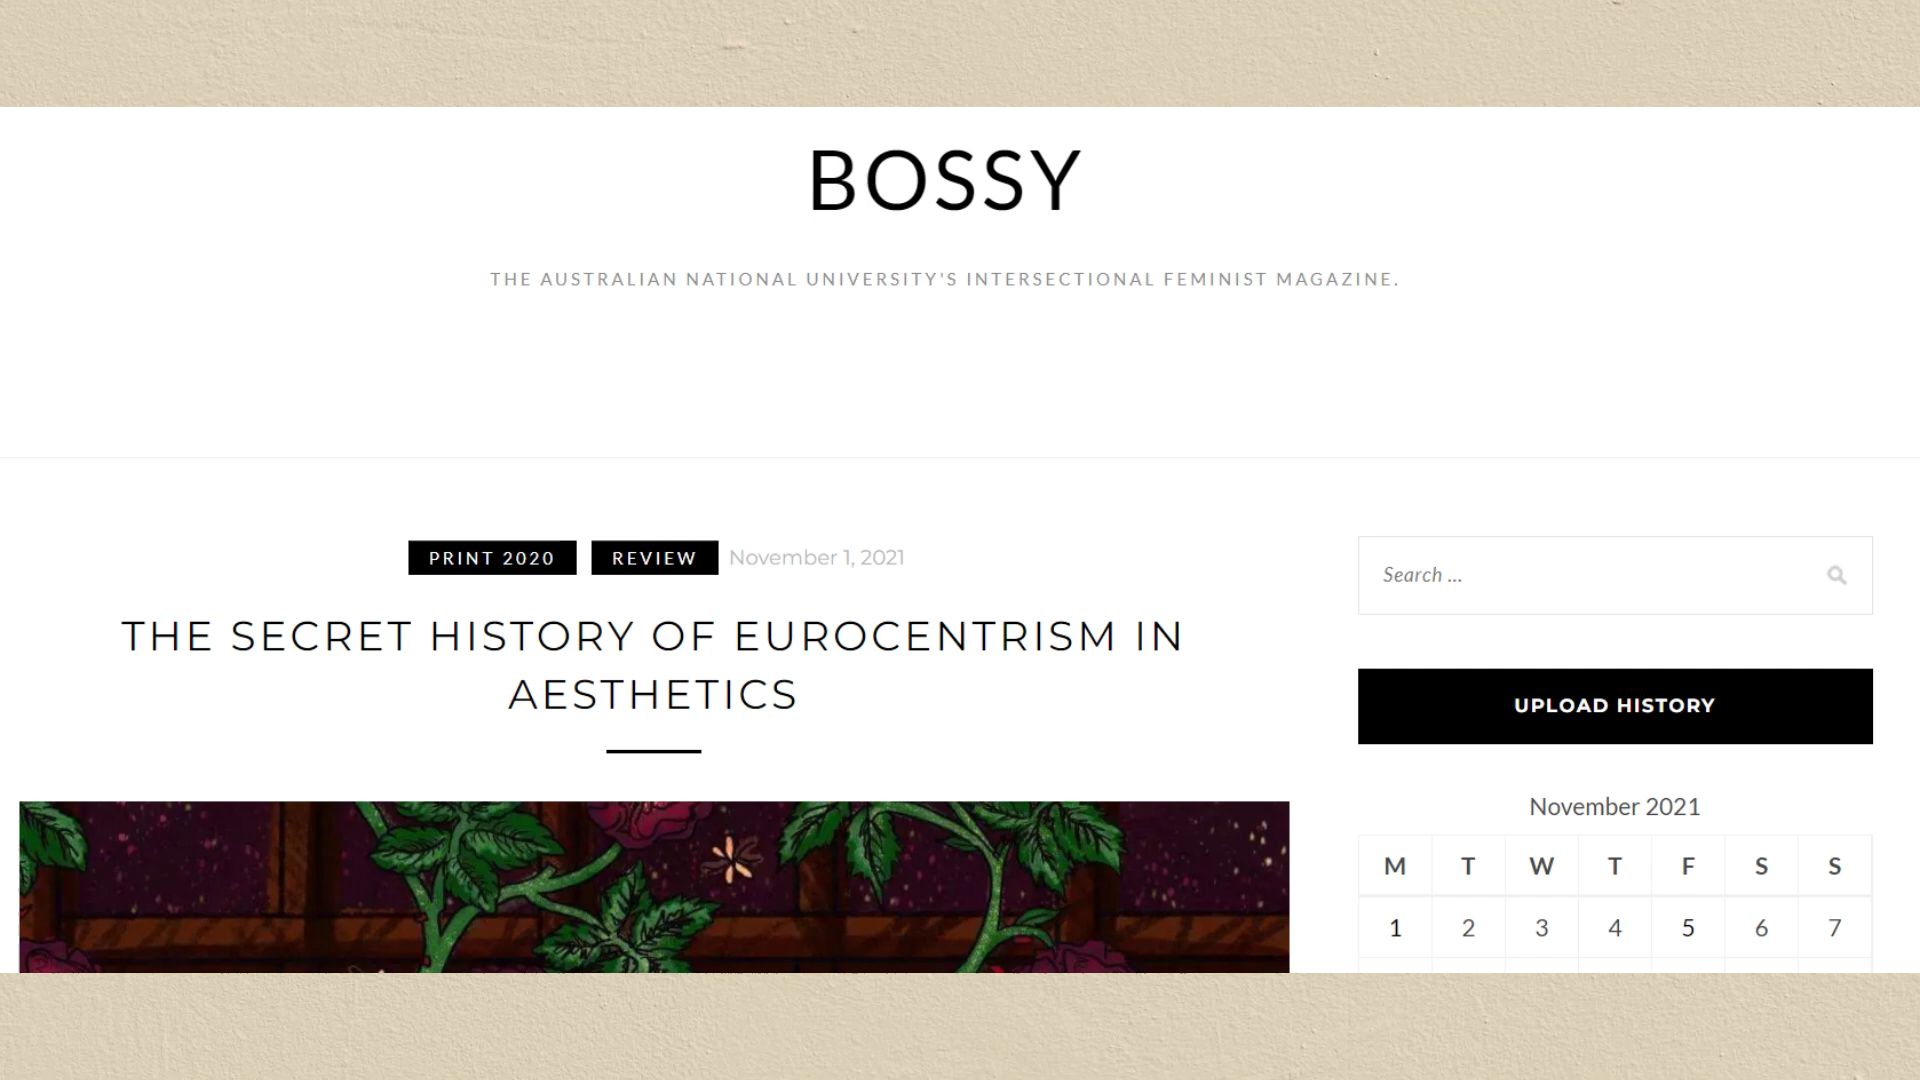 BOSSY
THE AUSTRALIAN NATIONAL UNIVERSITY'S INTERSECTIONAL FEMINIST MAGAZINE.
PRINT 2020 REVIEW November 1, 2021
THE SECRET HISTORY OF EUROCENTRISM IN
AESTHETICS
Search ...
UPLOAD HISTORY
November 2021
M T W T F S S
1 2 3 4 5 6 7